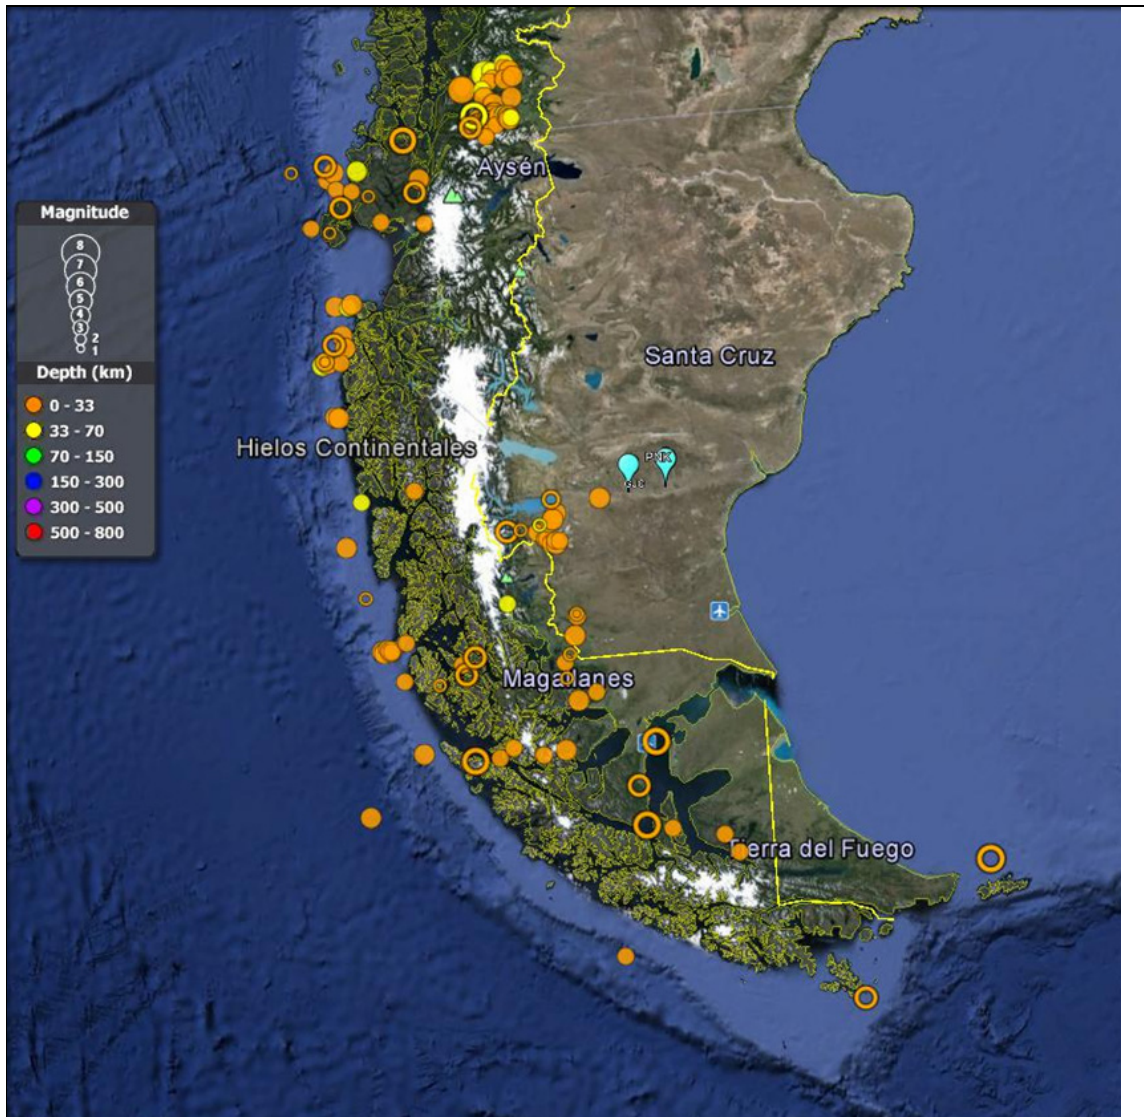 Aysén
Magnitude
8
7
6
5
4
3
2
1
Depth (km)
0 - 33
33 - 70
70 - 150
150 - 300
300 - 500
500 - 800
Santa Cruz
Hielos Continentales
PNK
Magallanes
Tierra del Fuego